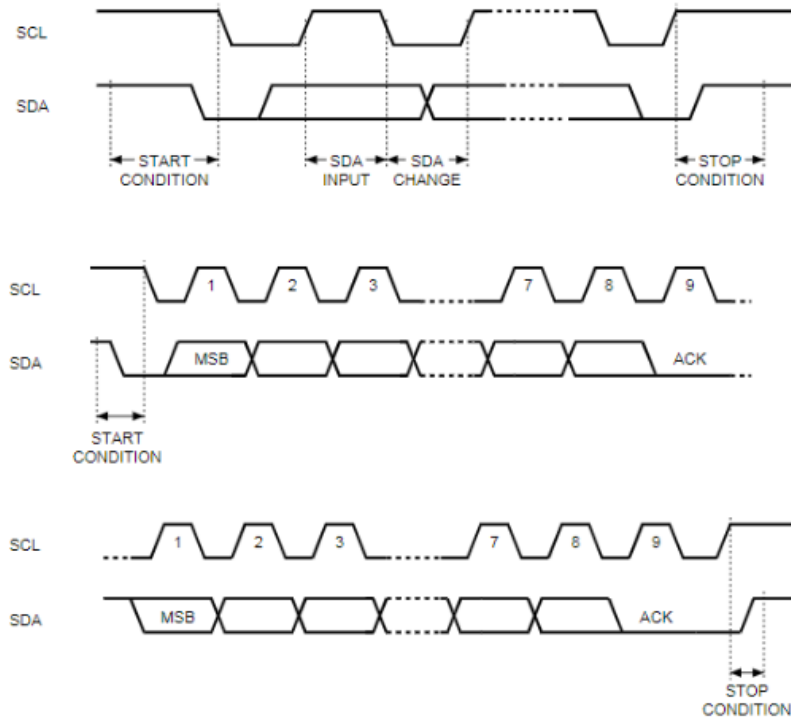 SCL
SDA
START
CONDITION
SDA
INPUT
SDA
CHANGE
STOP
CONDITION
SCL
1 2 3 7 8 9
SDA
MSB ACK
START
CONDITION
SCL
1 2 3 7 8 9
SDA
MSB ACK
STOP
CONDITION